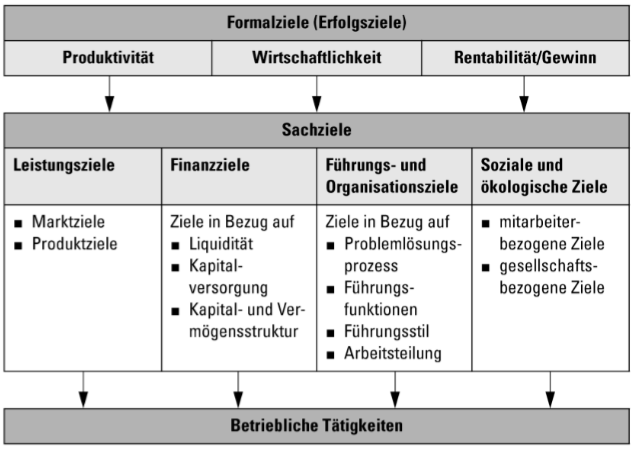 Formalziele (Erfolgsziele)
Produktivität
Wirtschaftlichkeit
Rentabilität/Gewinn
Sachziele
Leistungsziele
■ Marktziele
■ Produktziele
Finanzziele
Ziele in Bezug auf
■ Liquidität
■ Kapital-
versorgung
■ Kapital- und Ver-
mögensstruktur
Führungs- und
Organisationsziele
Ziele in Bezug auf
■ Problemlösungs-
prozess
■ Führungs-
funktionen
■ Führungsstil
■ Arbeitsteilung
Soziale und
ökologische Ziele
■ mitarbeiter-
bezogene Ziele
■ gesellschafts-
bezogene Ziele
Betriebliche Tätigkeiten